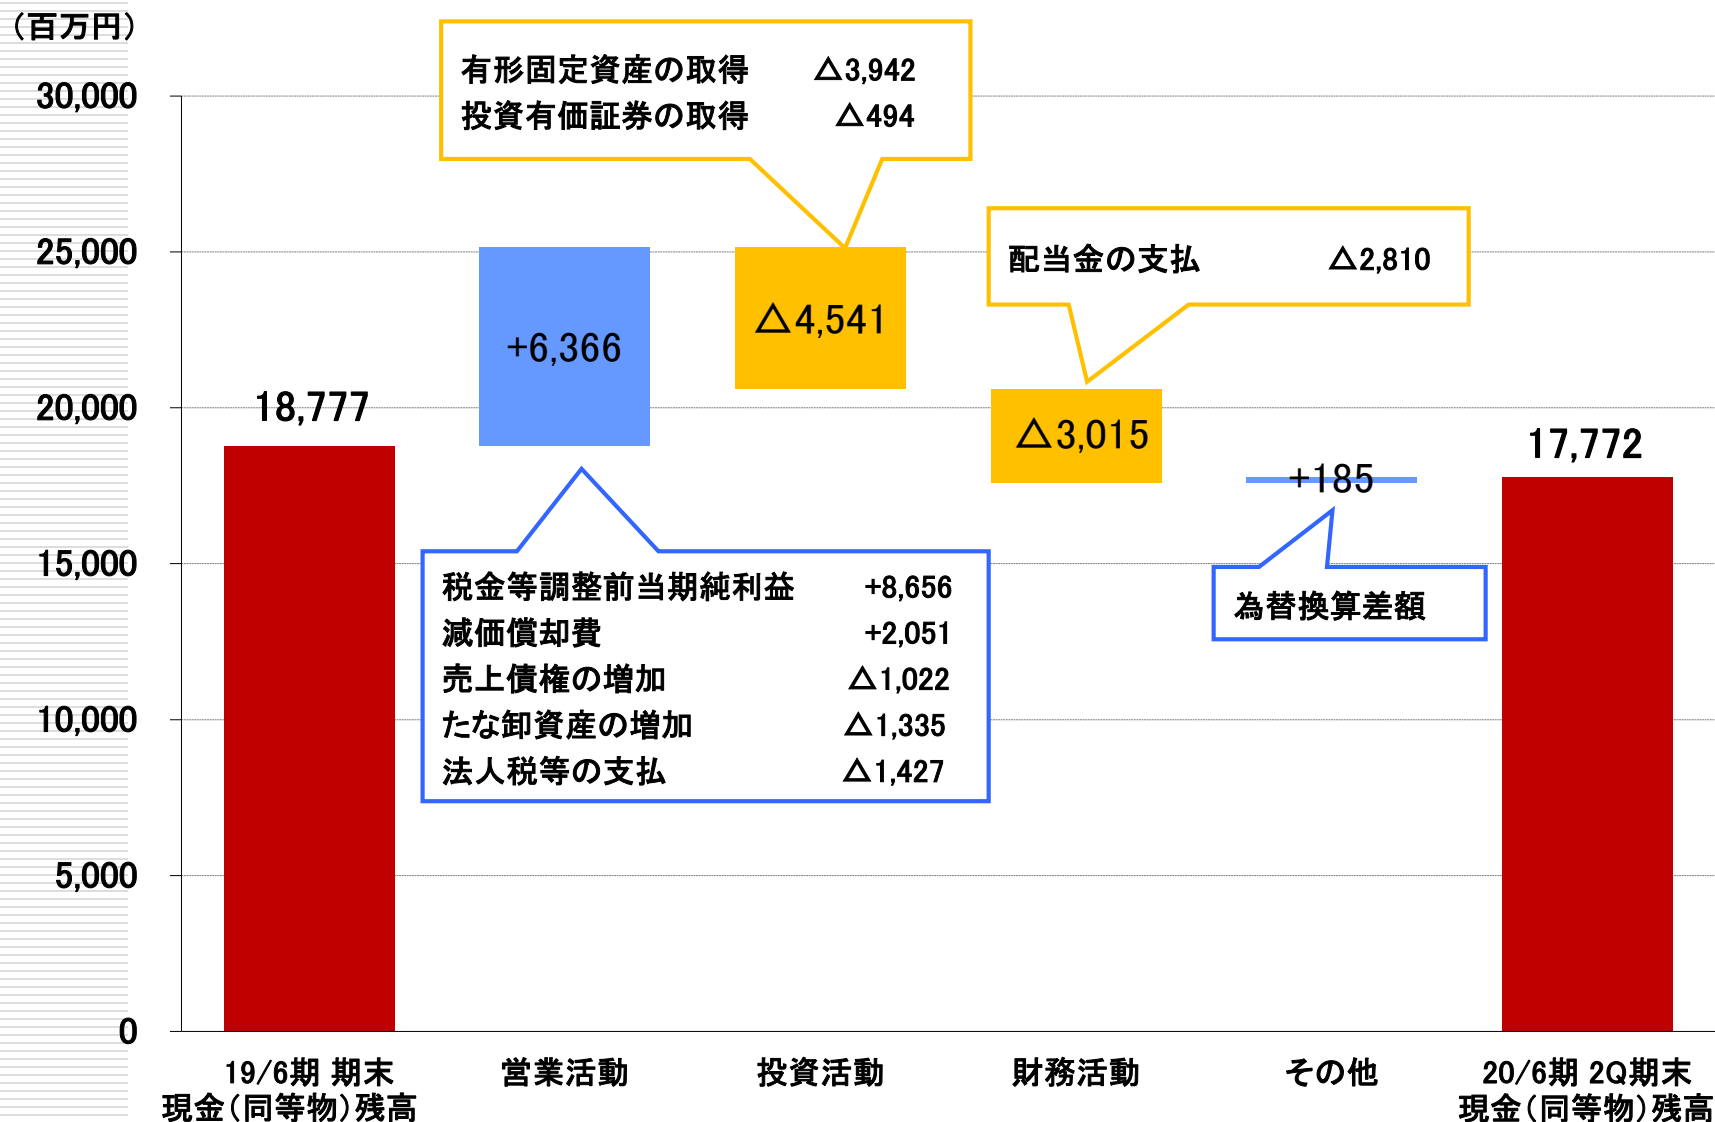 （百万円）
有形固定資産の取得 △3,942
投資有価証券の取得 △494
30,000
25,000
20,000
15,000
10,000
5,000
0
配当金の支払 △2,810
18,777
+6,366
△4,541
△3,015
+185
17,772
税金等調整前当期純利益 +8,656
減価償却費 +2,051
売上債権の増加 △1,022
たな卸資産の増加 △1,335
法人税等の支払 △1,427
為替換算差額
19/6期 期末
現金（同等物）残高
営業活動
投資活動
財務活動
その他
20/6期 2Q期末
現金（同等物）残高